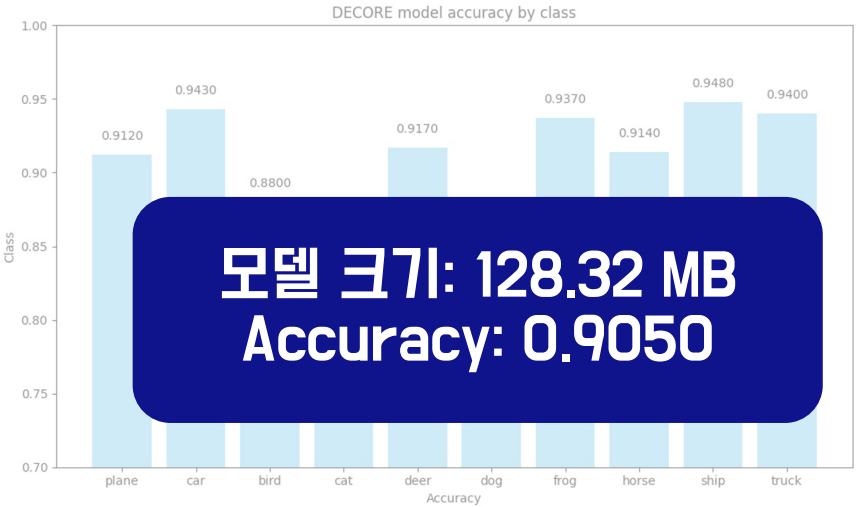 DECORE model accuracy by class
1.00
0.95
0.90
0.85
0.80
0.75
0.70
Class
0.9120
0.9430
0.8800
0.9170
0.9370
0.9140
0.9480
0.9400
모델 크기: 128.32 MB
Accuracy: 0.9050
plane car bird cat deer dog frog horse ship truck
Accuracy